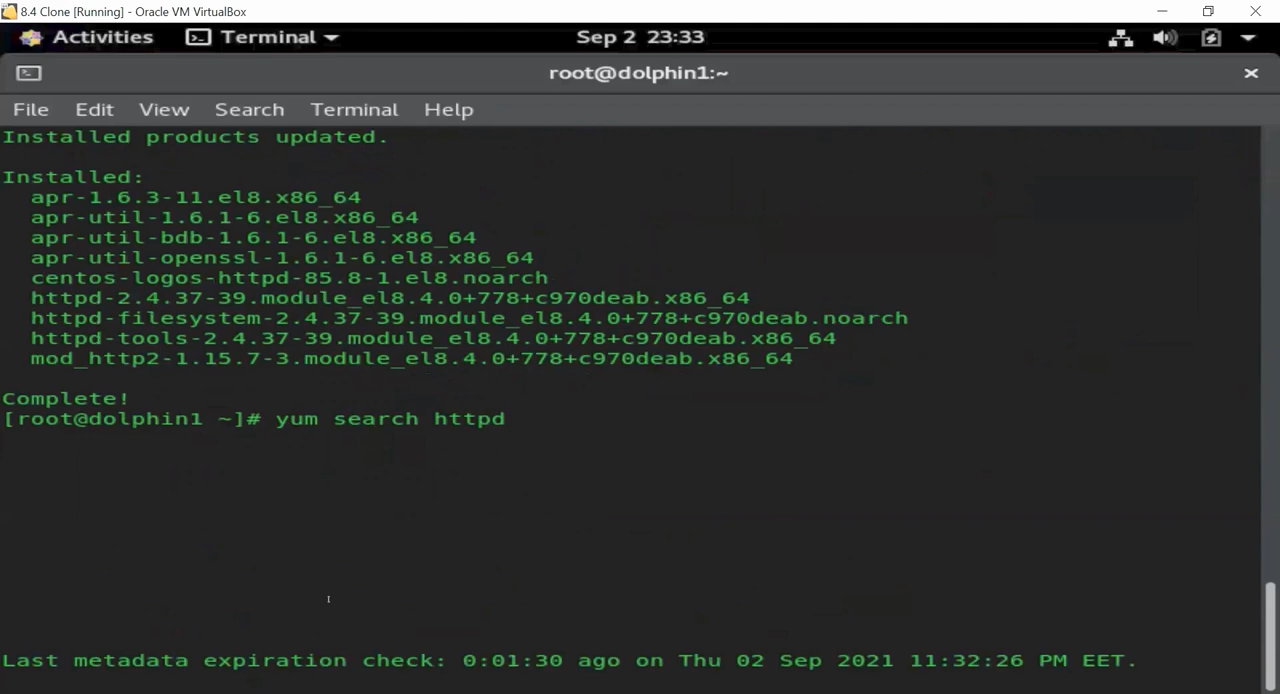 8.4 Clone [Running] - Oracle VM VirtualBox
Activities Terminal Sep 2 23:33
root@dolphin1:~
File Edit View Search Terminal Help
Installed products updated.
Installed:
apr-1.6.3-11.el8.x86_64
apr-util-1.6.1-6.el8.x86_64
apr-util-bdb-1.6.1-6.el8.x86_64
apr-util-openssl-1.6.1-6.el8.x86_64
centos-logos-httpd-85.8-1.el8.noarch
httpd-2.4.37-39.module_el8.4.0+778+c970deab.x86_64
httpd-filesystem-2.4.37-39.module_el8.4.0+778+c970deab.noarch
httpd-tools-2.4.37-39.module_el8.4.0+778+c970deab.x86_64
mod_http2-1.15.7-3.module_el8.4.0+778+c970deab.x86_64
Complete!
[root@dolphin1 ~]# yum search httpd
Last metadata expiration check: 0:01:30 ago on Thu 02 Sep 2021 11:32:26 PM EET.